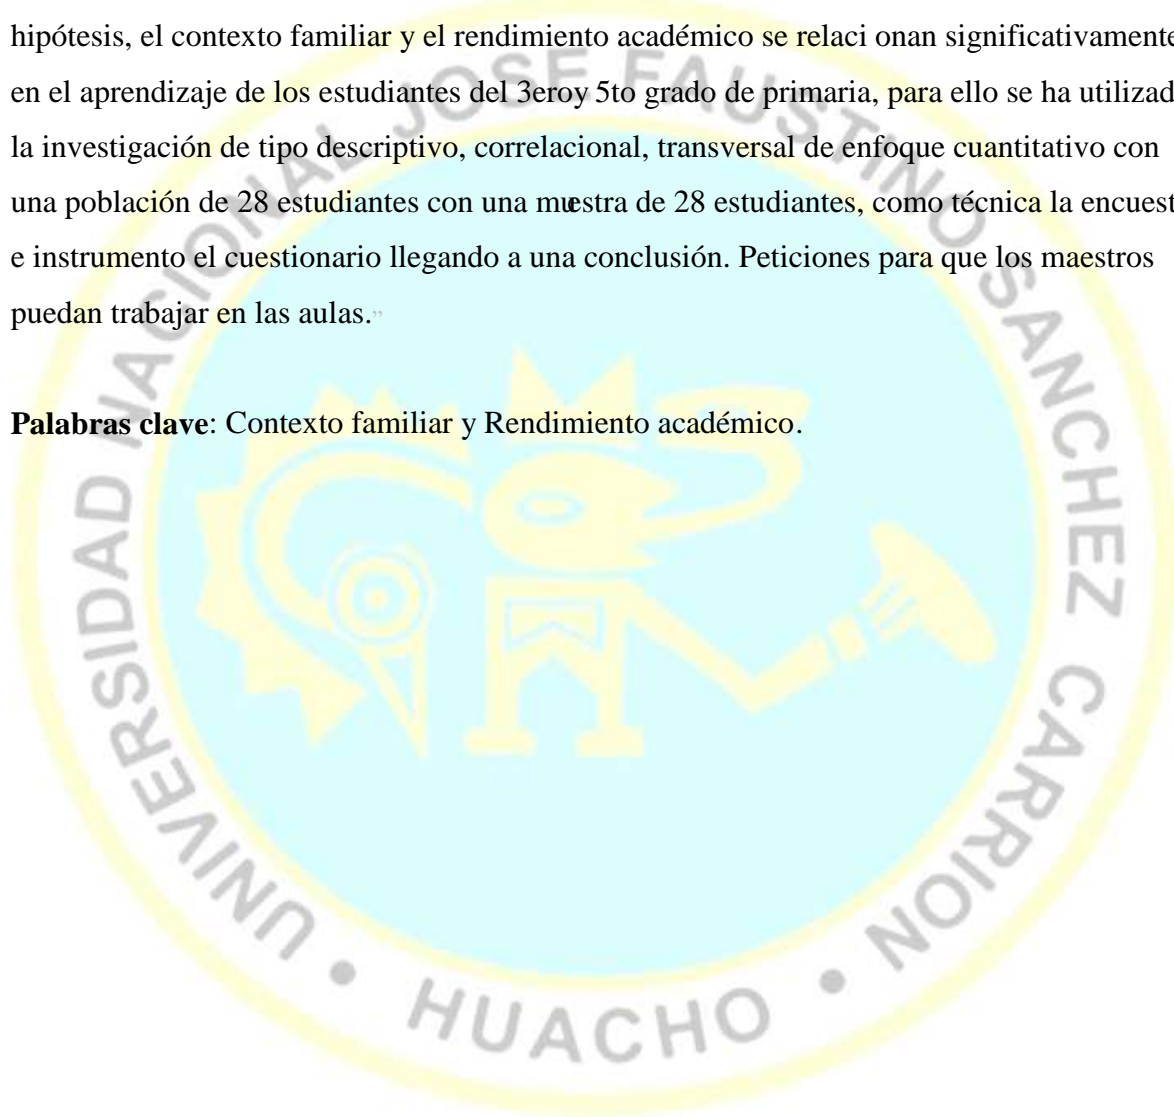 hipótesis, el contexto familiar y el rendimiento académico se relaci onan significativamente
en el aprendizaje de los estudiantes del 3eroy 5to grado de primaria, para ello se ha utilizad
la investigación de tipo descriptivo, correlacional, transversal de enfoque cuantitativo con
una población de 28 estudiantes con una muestra de 28 estudiantes, como técnica la encuest
e instrumento el cuestionario llegando a una conclusión. Peticiones para que los maestros
puedan trabajar en las aulas.”
Palabras clave: Contexto familiar y Rendimiento académico.
UNIVERSIDAD NACIONAL JOSE FAUSTINO SANCHEZ CARRION
• HUACHO •